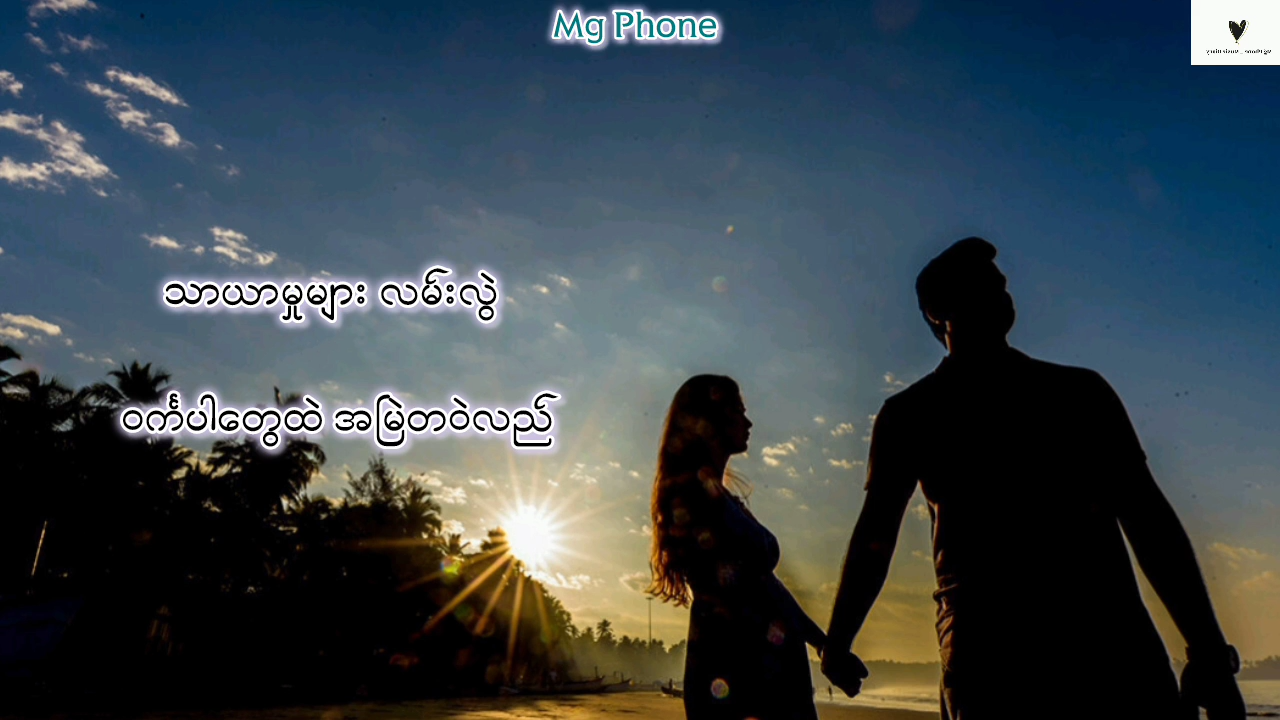 Mg Phone
သာယာမှုများ လမ်းလွဲ
ဝင်္ကပါတွေထဲ အမြဲတဝဲလည်